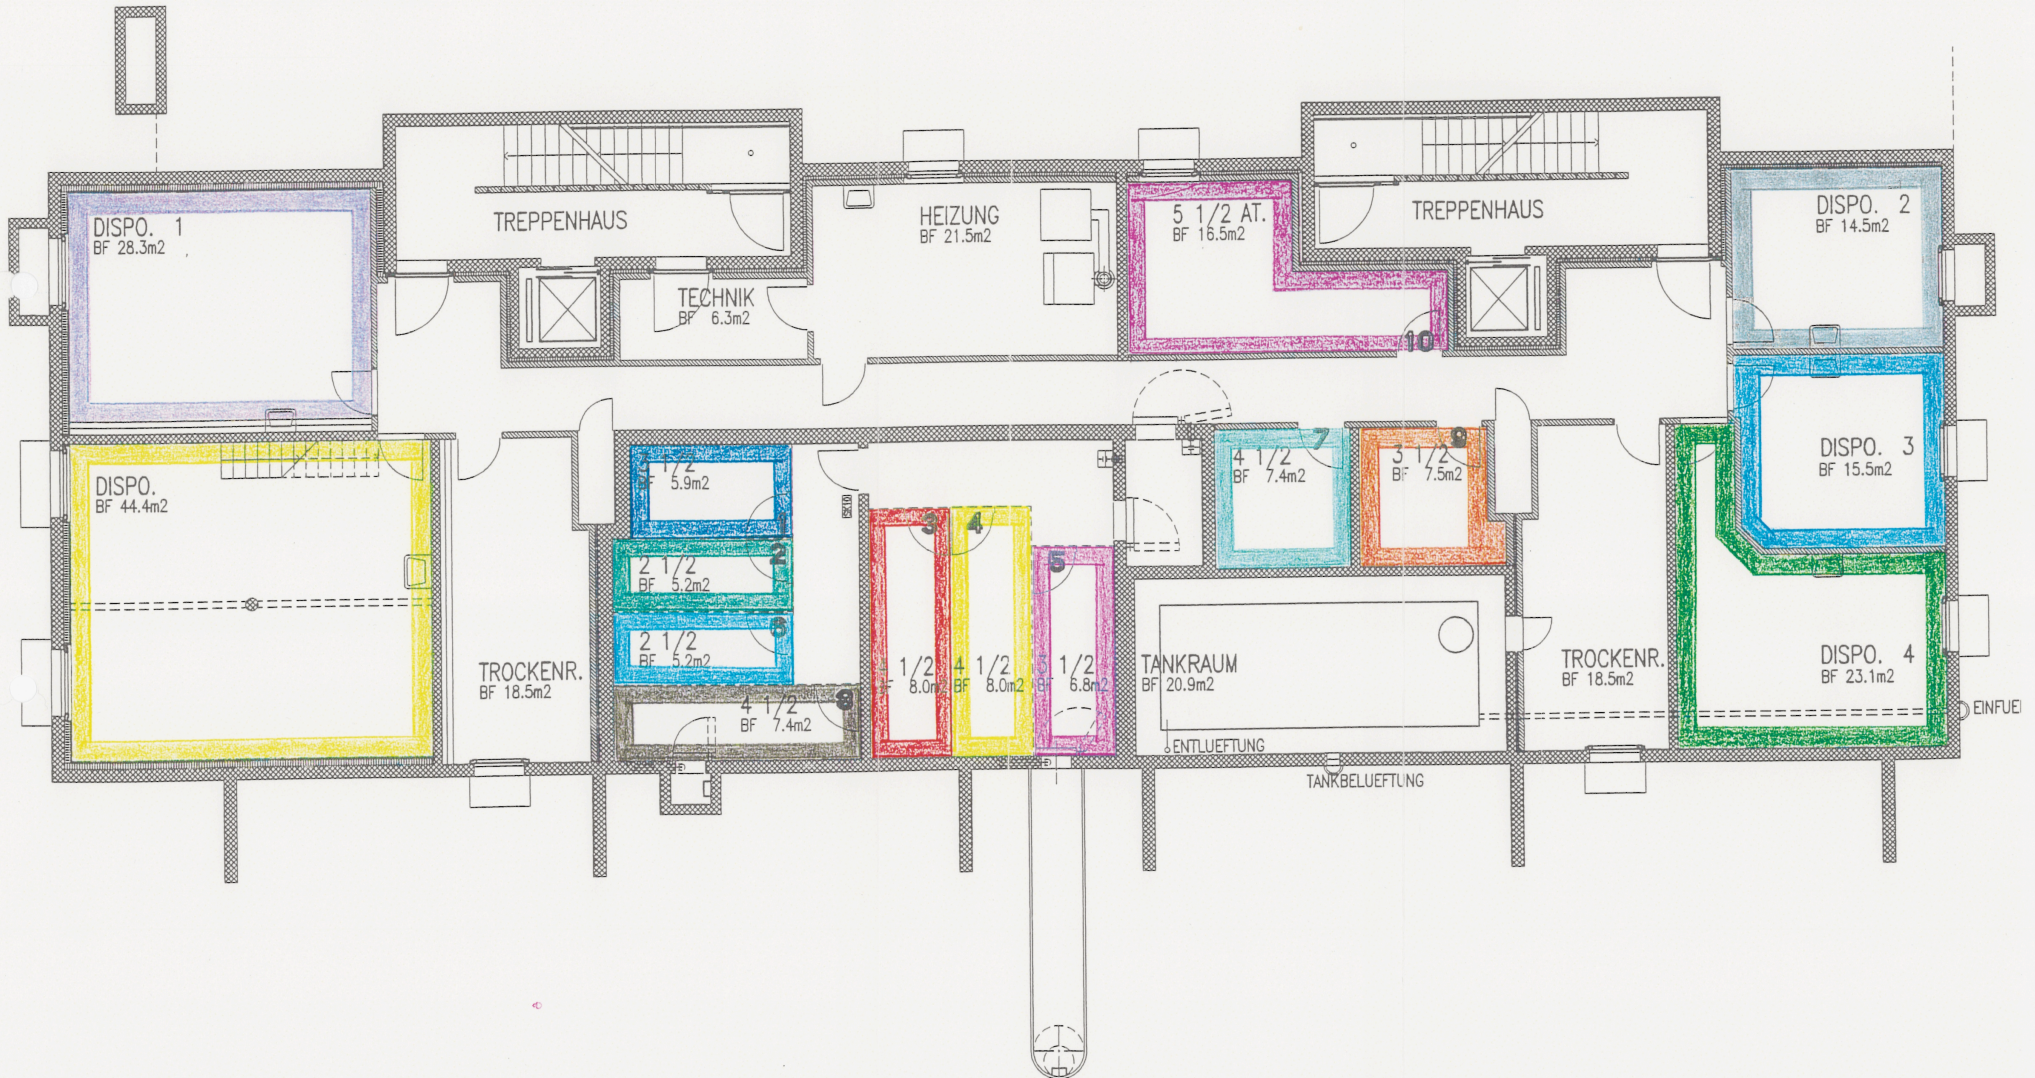 DISPO. 1
BF 28.3m2
TREPPENHAUS
HEIZUNG
BF 21.5m2
5 1/2 AT.
BF 16.5m2
10
TREPPENHAUS
DISPO. 2
BF 14.5m2
TECHNIK
BF 6.3m2
DISPO.
BF 44.4m2
3 1/2
BF 5.9m2
1
2 1/2
BF 5.2m2
2
2 1/2
BF 5.2m2
6
4 1/2
BF 7.4m2
8
3
4 1/2
BF 8.0m2
4
4 1/2
BF 8.0m2
5
3 1/2
BF 6.8m2
7
4 1/2
BF 7.4m2
9
3 1/2
BF 7.5m2
DISPO. 3
BF 15.5m2
TROCKENR.
BF 18.5m2
TANKRAUM
BF 20.9m2
TROCKENR.
BF 18.5m2
DISPO. 4
BF 23.1m2
EINFUE
ENTLUEFTUNG
TANKBELUEFTUNG